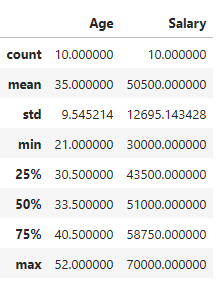 Age Salary
count 10.000000 10.000000
mean 35.000000 50500.000000
std 9.545214 12695.143428
min 21.000000 30000.000000
25% 30.500000 43500.000000
50% 33.500000 51000.000000
75% 40.500000 58750.000000
max 52.000000 70000.000000